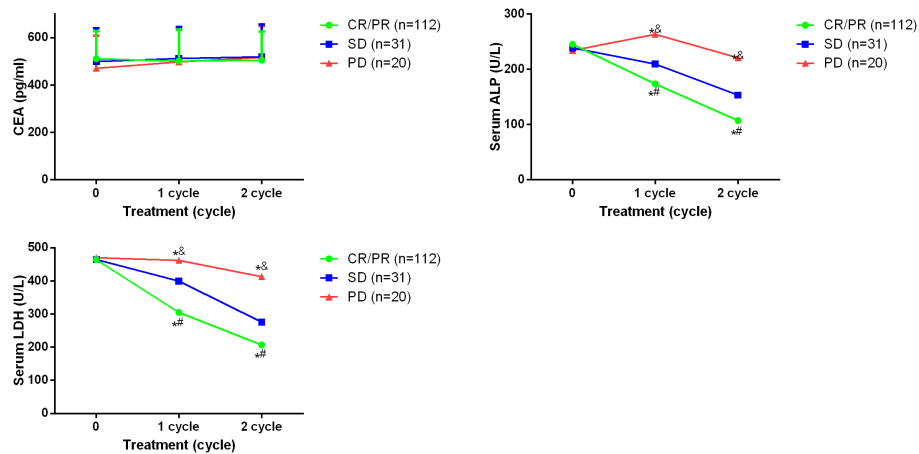 CEA (pg/ml)
600
400
200
0
0
1 cycle
2 cycle
Treatment (cycle)
CR/PR (n=112)
SD (n=31)
PD (n=20)
Serum ALP (U/L)
300
200
100
0
*&
*&
*#
*#
0
1 cycle
2 cycle
Treatment (cycle)
CR/PR (n=112)
SD (n=31)
PD (n=20)
Serum LDH (U/L)
500
400
300
200
100
0
*&
*&
*#
*#
0
1 cycle
2 cycle
Treatment (cycle)
CR/PR (n=112)
SD (n=31)
PD (n=20)